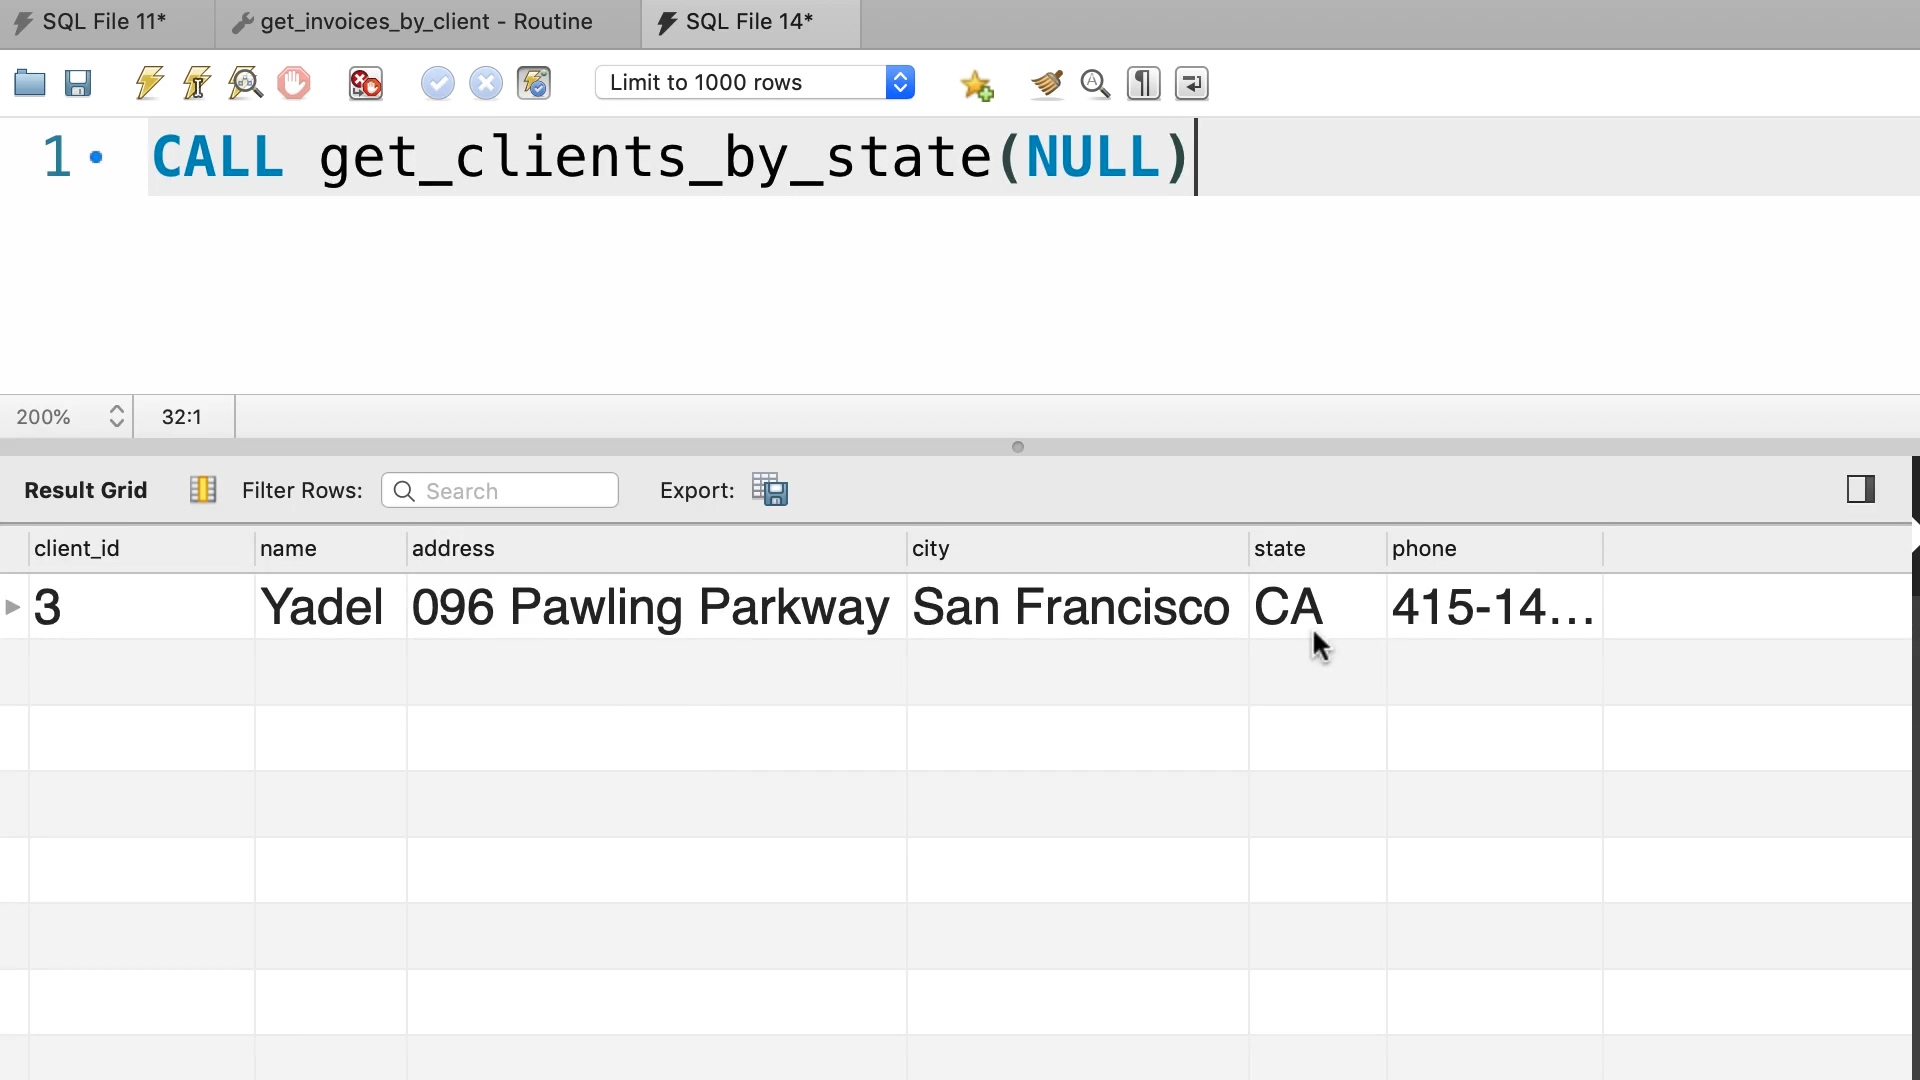 SQL File 11* get_invoices_by_client - Routine SQL File 14*
Limit to 1000 rows
1 CALL get_clients_by_state(NULL)
200% 32:1
Result Grid Filter Rows: Search Export:
client_id name address city state phone
3 Yadel 096 Pawling Parkway San Francisco CA 415-14...